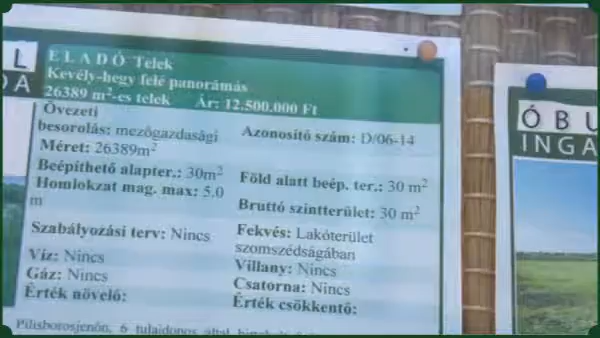 L
DA
ELADÓ Telek
Kevély-hegy felé panorámás
26389 m²-es telek Ár: 12.500.000 Ft
Övezeti
besorolás: mezőgazdasági
Azonosító szám: D/06-14
Méret: 26389m²
Beépíthető alapter.: 30m²
Föld alatt beép. ter.: 30 m²
Homlokzat mag. max: 5.0
m
Bruttó szintterület: 30 m²
Szabályozási terv: Nincs
Fekvés: Lakóterület
szomszédságában
Víz: Nincs
Villany: Nincs
Gáz: Nincs
Csatorna: Nincs
Érték növelő:
Érték csökkentő:
Pilisborosjenőn, 6 tulajdonos által
ÓBU
INGA